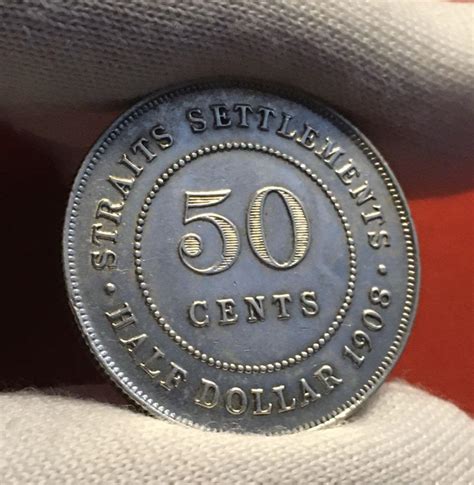 · STRAITS SETTLEMENTS ·
50
CENTS
HALF DOLLAR 1908